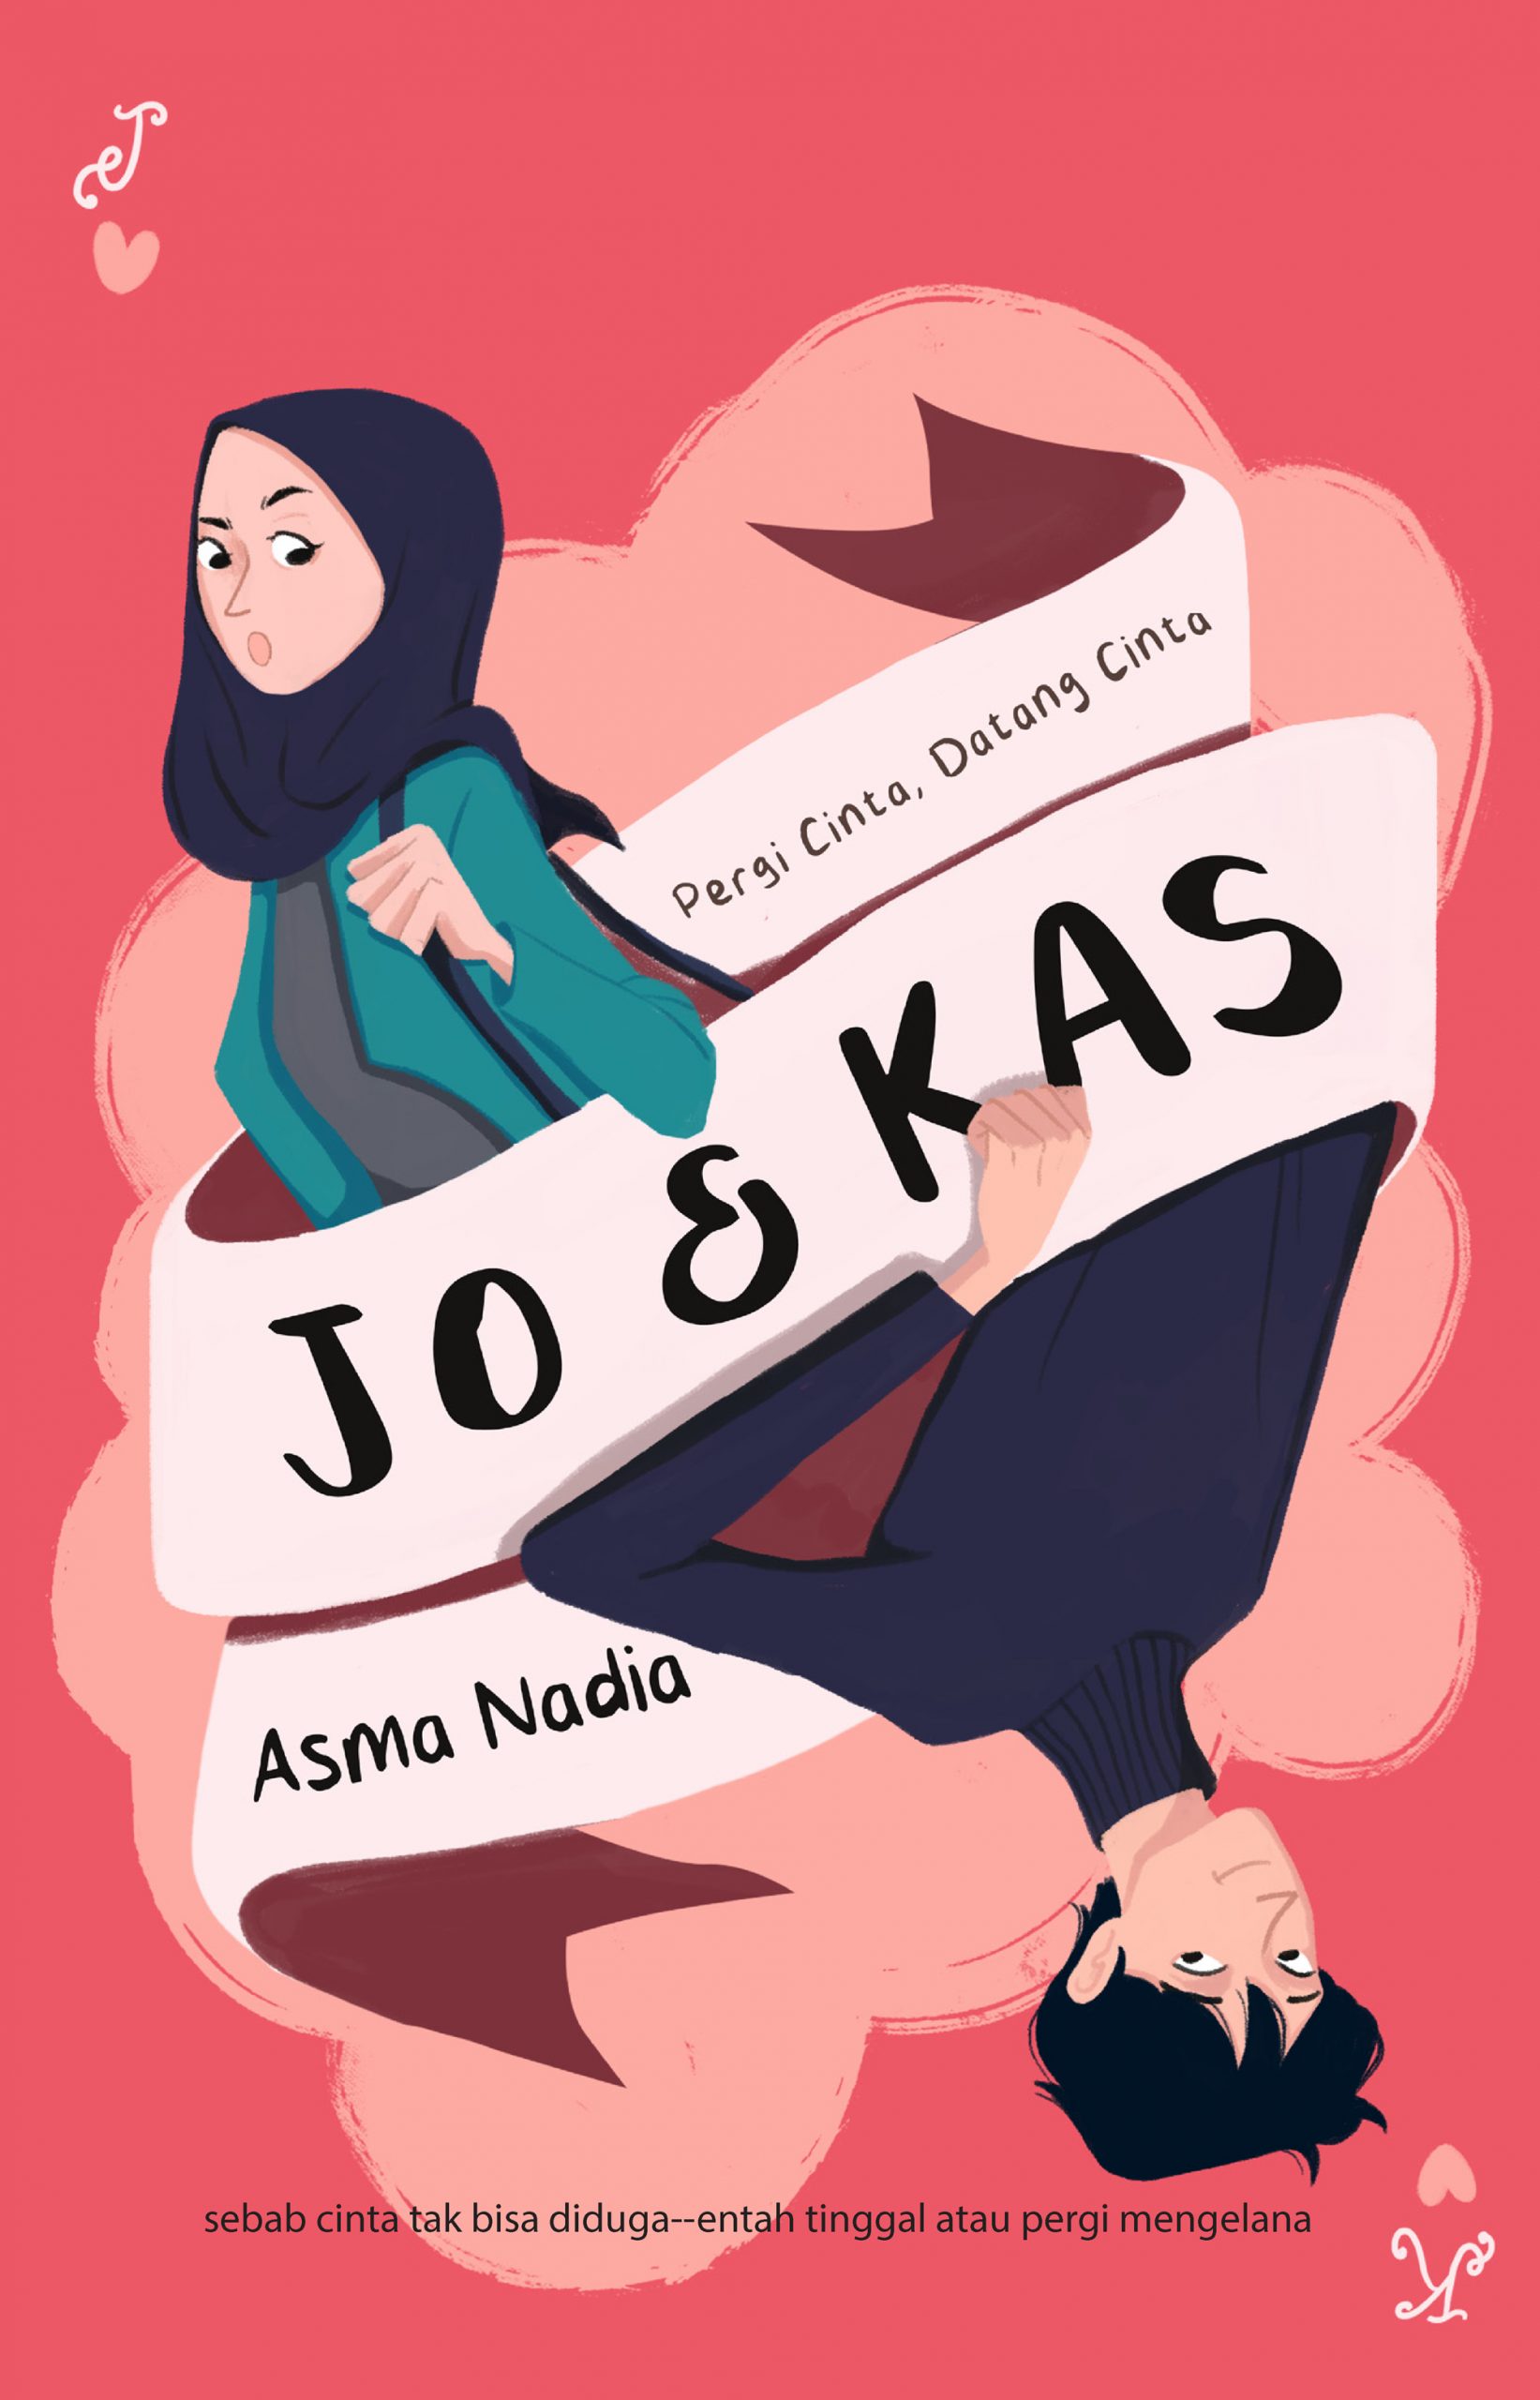 J
Pergi Cinta, Datang Cinta
JO & KAS
Asma Nadia
sebab cinta tak bisa diduga--entah tinggal atau pergi mengelana
K